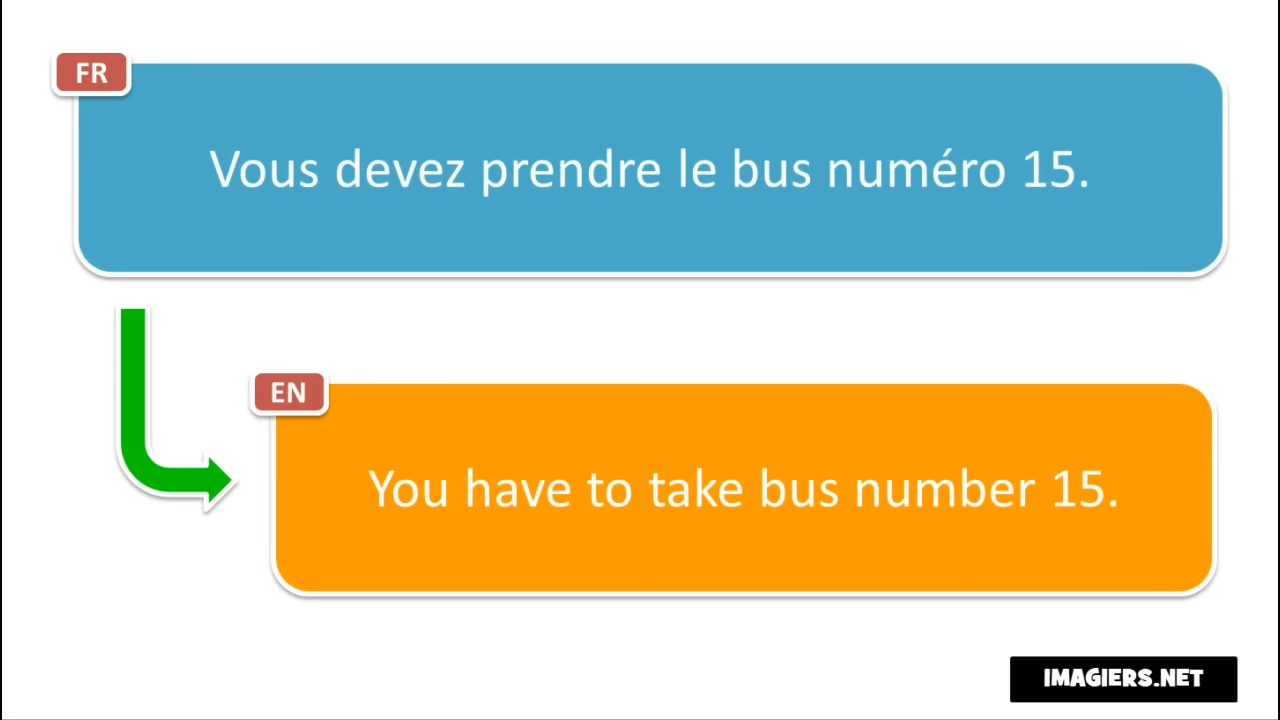 FR
Vous devez prendre le bus numéro 15.
EN
You have to take bus number 15.
IMAGIERS.NET